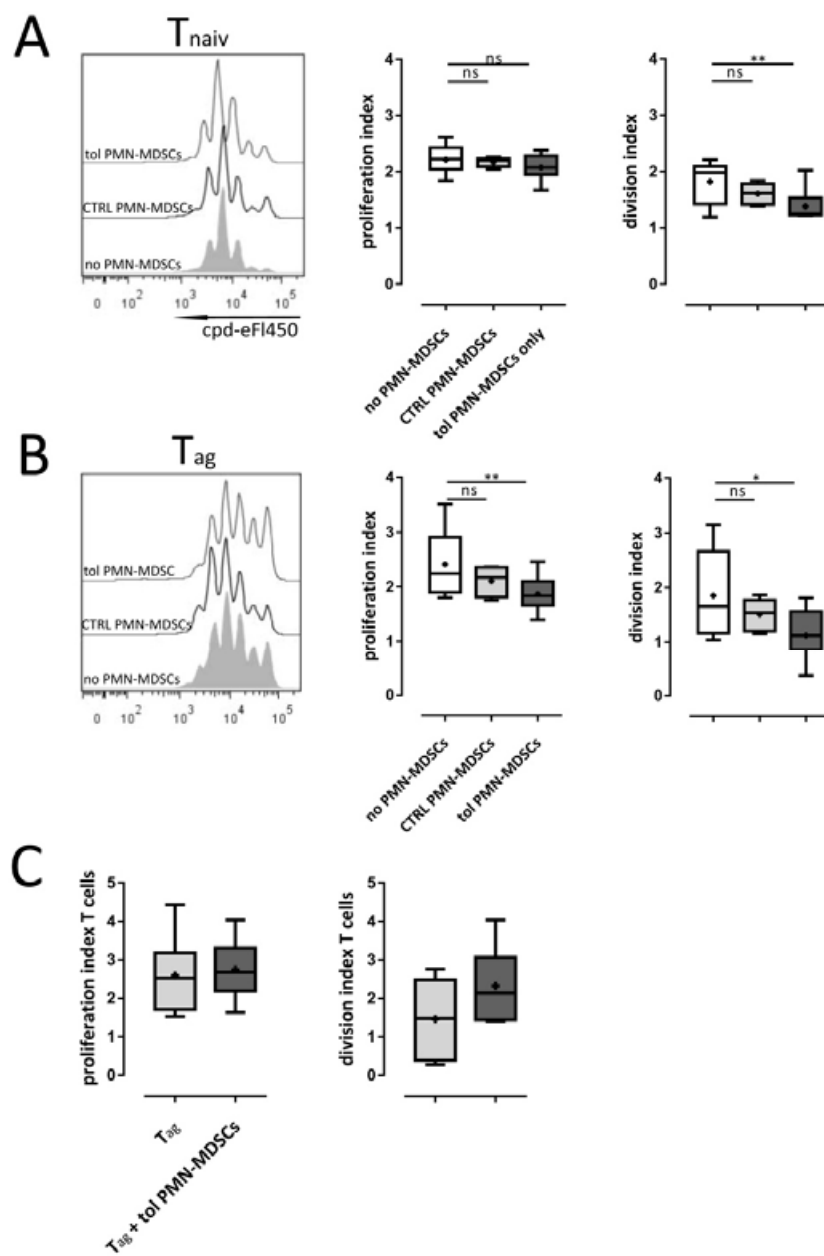 A
Tnaiv
tol PMN-MDSCs
CTRL PMN-MDSCs
no PMN-MDSCs
0 10² 10³ 10⁴ 10⁵
cpd-eFl450
proliferation index
4
3
2
1
0
ns
ns
no PMN-MDSCs
CTRL PMN-MDSCs
tol PMN-MDSCs only
division index
4
3
2
1
0
**
ns
B
Tag
tol PMN-MDSC
CTRL PMN-MDSCs
no PMN-MDSCs
0 10² 10³ 10⁴ 10⁵
proliferation index
4
3
2
1
0
**
ns
no PMN-MDSCs
CTRL PMN-MDSCs
tol PMN-MDSCs
division index
4
3
2
1
0
*
ns
C
proliferation index T cells
5
4
3
2
1
0
Tag
Tag + tol PMN-MDSCs
division index T cells
5
4
3
2
1
0